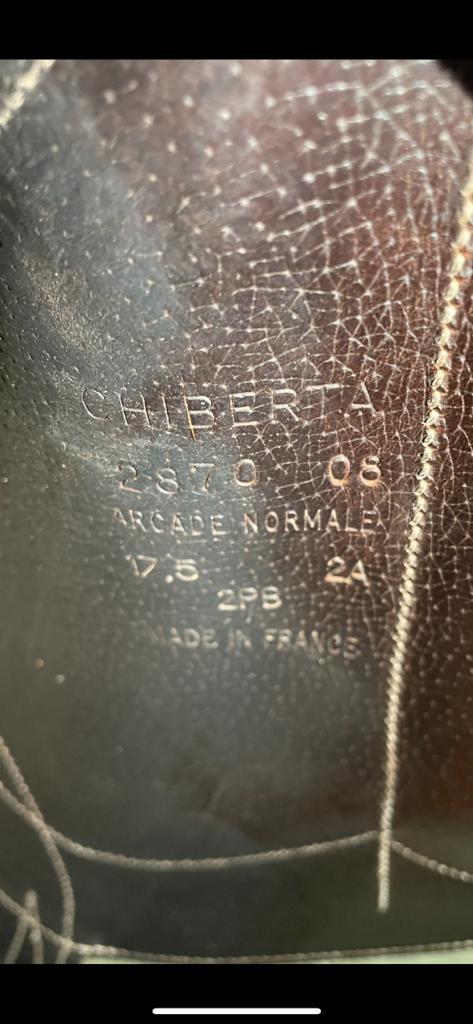 CHIBERTA
2870 08
ARCADE NORMALE
17.5 2A
2PB
MADE IN FRANCE